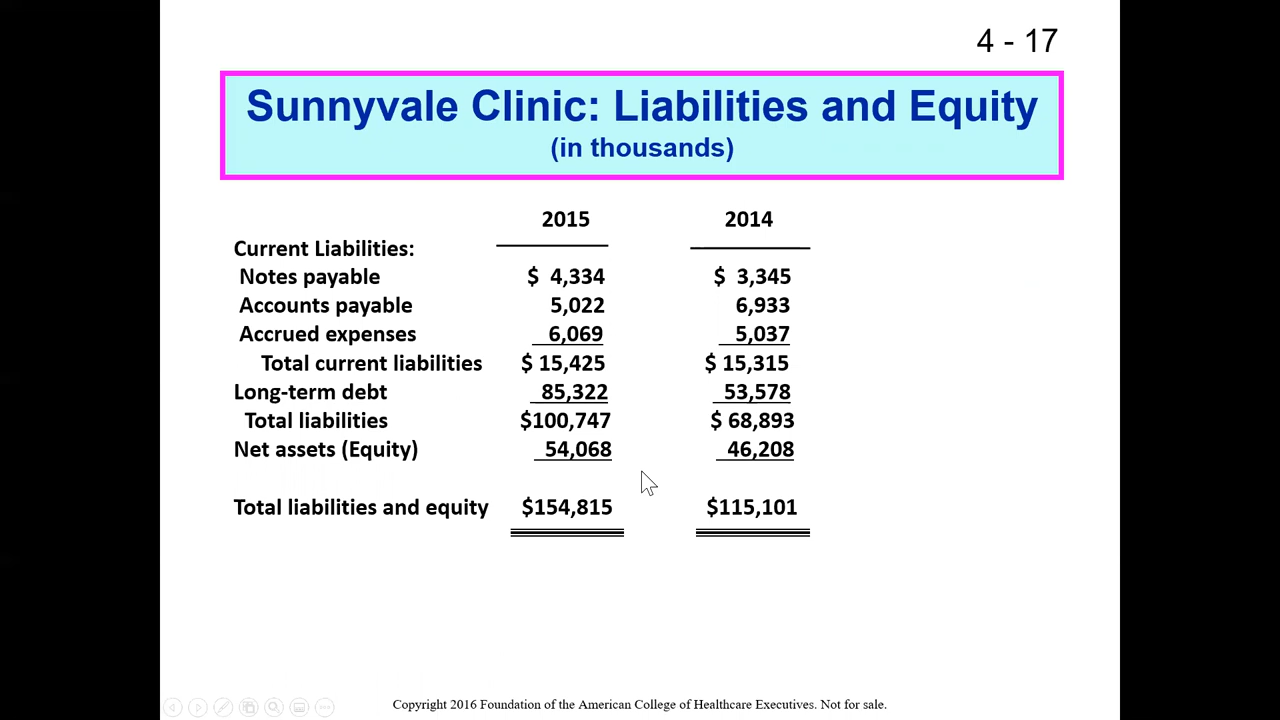 4 - 17
Sunnyvale Clinic: Liabilities and Equity
(in thousands)
2015 2014
Current Liabilities:
Notes payable $ 4,334 $ 3,345
Accounts payable 5,022 6,933
Accrued expenses 6,069 5,037
Total current liabilities $ 15,425 $ 15,315
Long-term debt 85,322 53,578
Total liabilities $100,747 $ 68,893
Net assets (Equity) 54,068 46,208
Total liabilities and equity $154,815 $115,101
Copyright 2016 Foundation of the American College of Healthcare Executives. Not for sale.